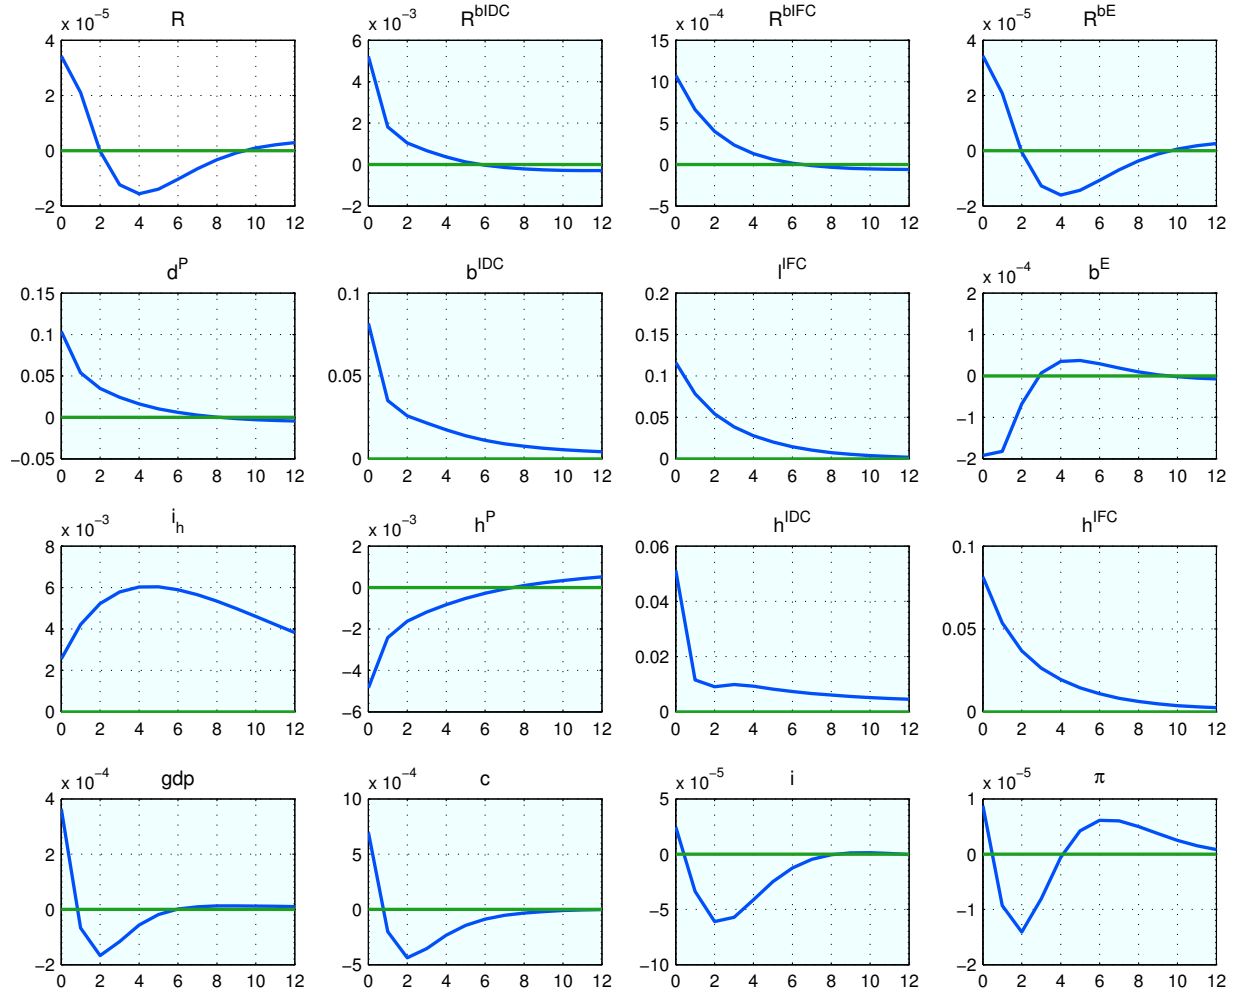 R
x 10⁻⁵
4
2
0
−2
0 2 4 6 8 10 12
R^bIDC
x 10⁻³
6
4
2
0
−2
0 2 4 6 8 10 12
R^bIFC
x 10⁻⁴
15
10
5
0
−5
0 2 4 6 8 10 12
R^bE
x 10⁻⁵
4
2
0
−2
0 2 4 6 8 10 12
d^P
0.15
0.1
0.05
0
−0.05
0 2 4 6 8 10 12
b^IDC
0.1
0.05
0
0 2 4 6 8 10 12
l^IFC
0.2
0.15
0.1
0.05
0
0 2 4 6 8 10 12
b^E
x 10⁻⁴
2
1
0
−1
−2
0 2 4 6 8 10 12
i_h
x 10⁻³
8
6
4
2
0
0 2 4 6 8 10 12
h^P
x 10⁻³
2
0
−2
−4
−6
0 2 4 6 8 10 12
h^IDC
0.06
0.04
0.02
0
0 2 4 6 8 10 12
h^IFC
0.1
0.05
0
0 2 4 6 8 10 12
gdp
x 10⁻⁴
4
2
0
−2
0 2 4 6 8 10 12
c
x 10⁻⁴
10
5
0
−5
0 2 4 6 8 10 12
i
x 10⁻⁵
5
0
−5
−10
0 2 4 6 8 10 12
π
x 10⁻⁵
1
0
−1
−2
0 2 4 6 8 10 12